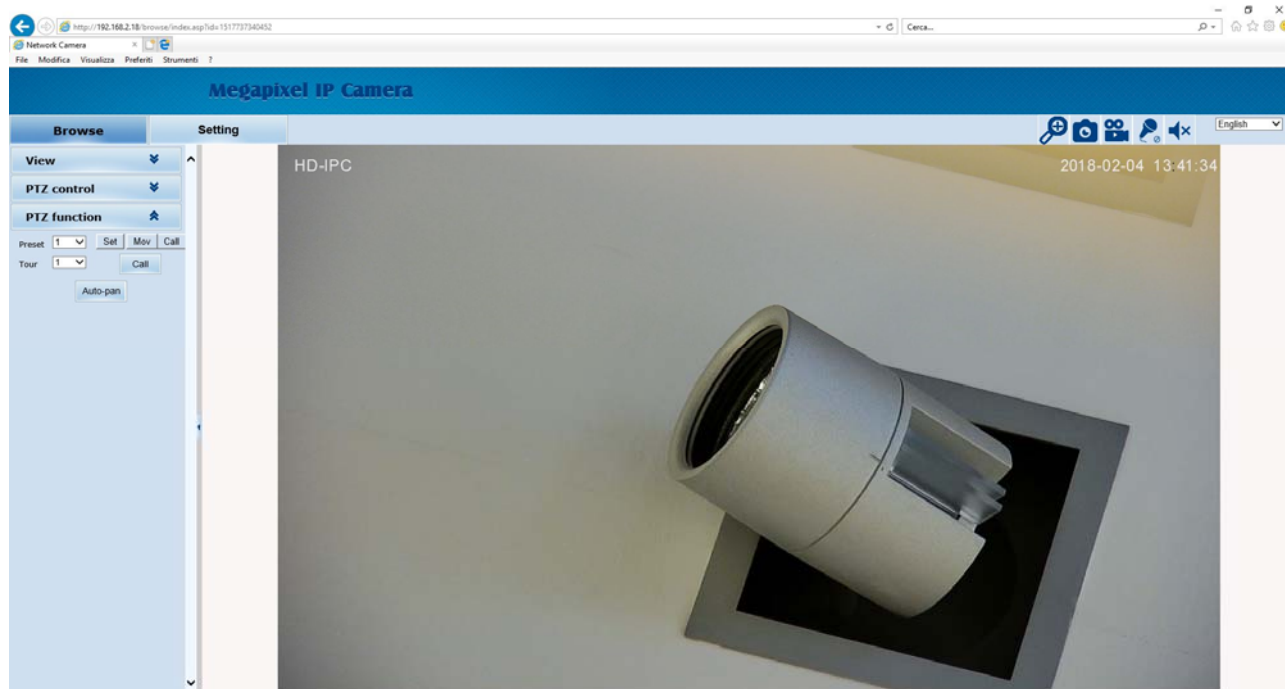 http://192.168.2.18/browse/index.asp?id=1517737340452
Cerca...
Network Camera
File Modifica Visualizza Preferiti Strumenti ?
Megapixel IP Camera
Browse Setting English
View
HD-IPC 2018-02-04 13:41:34
PTZ control
PTZ function
Preset 1 Set Mov Call
Tour 1 Call
Auto-pan